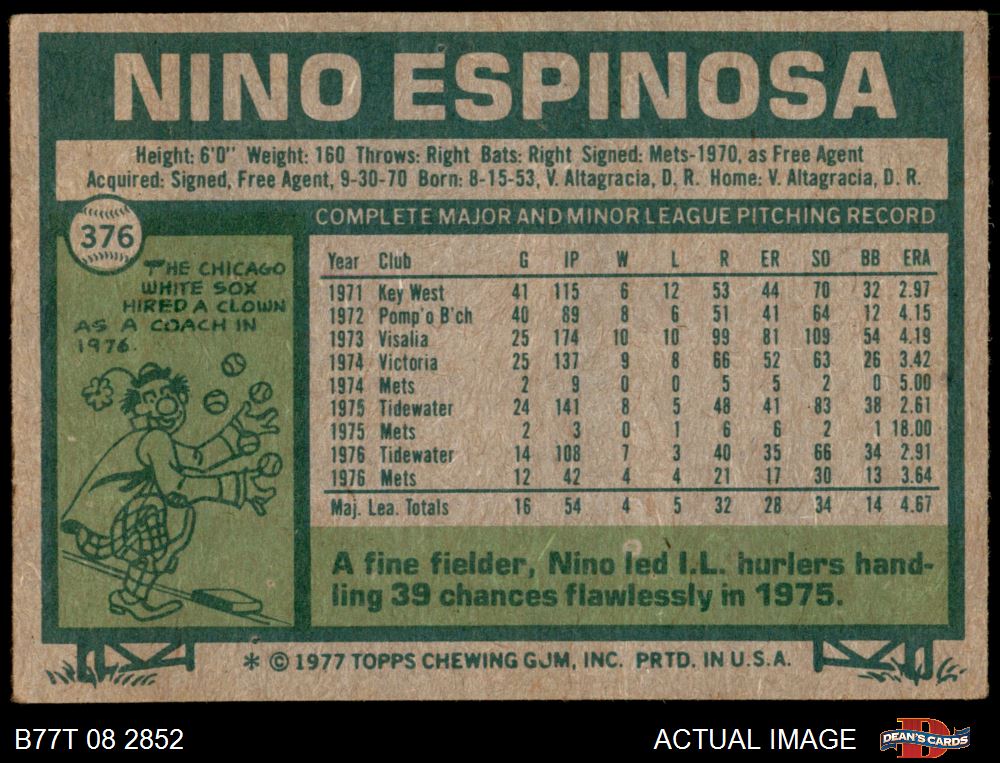 NINO ESPINOSA
Height: 6'0" Weight: 160 Throws: Right Bats: Right Signed: Mets-1970, as Free Agent
Acquired: Signed, Free Agent, 9-30-70 Born: 8-15-53, V. Altagracia, D. R. Home: V. Altagracia, D. R.
376
THE CHICAGO
WHITE SOX
HIRED A CLOWN
AS A COACH IN
1976.
COMPLETE MAJOR AND MINOR LEAGUE PITCHING RECORD
Year Club G IP W L R ER SO BB ERA
1971 Key West 41 115 6 12 53 44 70 32 2.97
1972 Pomp'o B'ch 40 89 8 6 51 41 64 12 4.15
1973 Visalia 25 174 10 10 99 81 109 54 4.19
1974 Victoria 25 137 9 8 66 52 63 26 3.42
1974 Mets 2 9 0 0 5 5 2 0 5.00
1975 Tidewater 24 141 8 5 48 41 83 38 2.61
1975 Mets 2 3 0 1 6 6 2 1 18.00
1976 Tidewater 14 108 7 3 40 35 66 34 2.91
1976 Mets 12 42 4 4 21 17 30 13 3.64
Maj. Lea. Totals 16 54 4 5 32 28 34 14 4.67
A fine fielder, Nino led I.L. hurlers hand-
ling 39 chances flawlessly in 1975.
* © 1977 TOPPS CHEWING GUM, INC. PRTD. IN U.S.A.
B77T 08 2852
ACTUAL IMAGE
D
DEAN'S CARDS